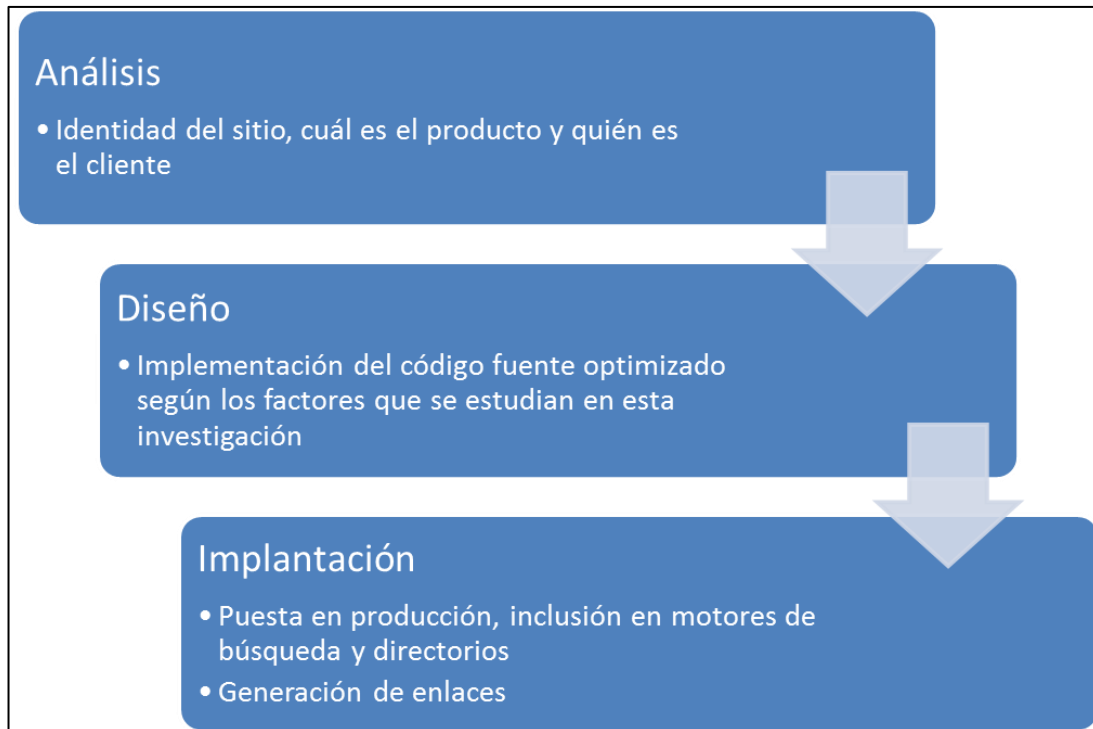 Análisis
• Identidad del sitio, cuál es el producto y quién es
el cliente
Diseño
• Implementación del código fuente optimizado
según los factores que se estudian en esta
investigación
Implantación
• Puesta en producción, inclusión en motores de
búsqueda y directorios
• Generación de enlaces